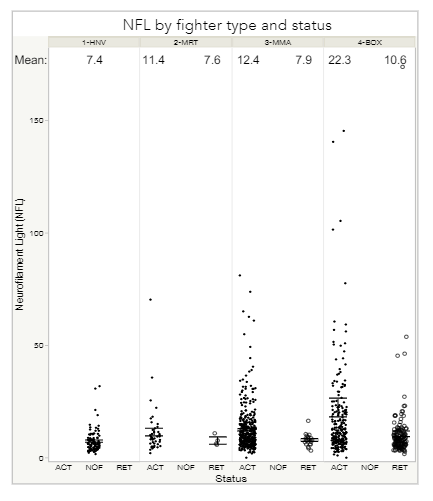 NFL by fighter type and status
1-HNV 2-MRT 3-MMA 4-BOX
Mean: 7.4 11.4 7.6 12.4 7.9 22.3 10.6
150
100
50
0
Neurofilament Light (NFL)
ACT NOF RET ACT NOF RET ACT NOF RET ACT NOF RET
Status